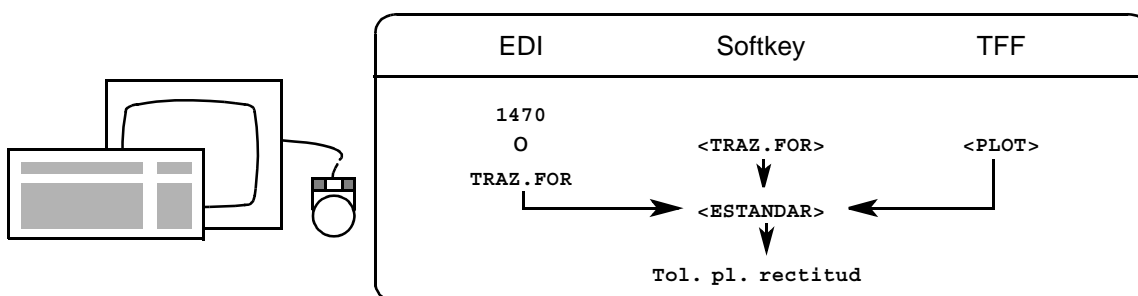 EDI Softkey TFF
1470
O <TRAZ.FOR> <PLOT>
TRAZ.FOR
<ESTANDAR>
Tol. pl. rectitud